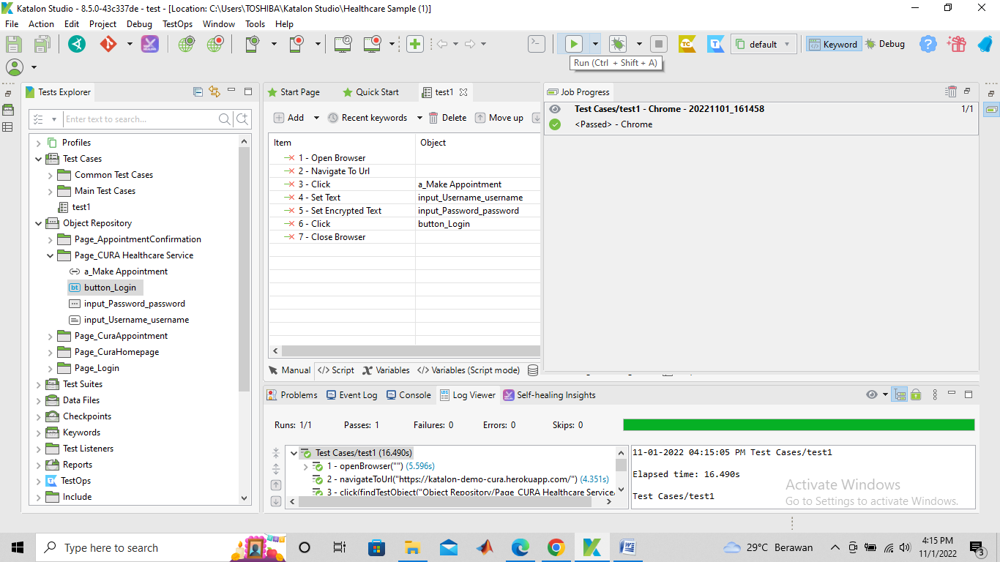 Katalon Studio - 8.5.0-43c337de - test - [Location: C:\Users\TOSHIBA\Katalon Studio\Healthcare Sample (1)]
File Action Edit Project Debug TestOps Window Tools Help
default
Keyword
Debug
Run (Ctrl + Shift + A)
Tests Explorer
Enter text to search...
Profiles
Test Cases
Common Test Cases
Main Test Cases
test1
Object Repository
Page_AppointmentConfirmation
Page_CURA Healthcare Service
a_Make Appointment
button_Login
input_Password_password
input_Username_username
Page_CuraAppointment
Page_CuraHomepage
Page_Login
Test Suites
Data Files
Checkpoints
Keywords
Test Listeners
Reports
TestOps
Include
Start Page Quick Start test1
Add Recent keywords Delete Move up
Item Object
1 - Open Browser
2 - Navigate To Url
3 - Click a_Make Appointment
4 - Set Text input_Username_username
5 - Set Encrypted Text input_Password_password
6 - Click button_Login
7 - Close Browser
Manual </> Script Variables </> Variables (Script mode)
Job Progress
Test Cases/test1 - Chrome - 20221101_161458 1/1
<Passed> - Chrome
Problems Event Log Console Log Viewer Self-healing Insights
Runs: 1/1 Passes: 1 Failures: 0 Errors: 0 Skips: 0
Test Cases/test1 (16.490s)
1 - openBrowser("") (5.596s)
2 - navigateToUrl("https://katalon-demo-cura.herokuapp.com/") (4.351s)
3 - click(findTestObject("Object Repository/Page_CURA Healthcare Service/
11-01-2022 04:15:05 PM Test Cases/test1
Elapsed time: 16.490s
Test Cases/test1
Activate Windows
Go to Settings to activate Windows.
Type here to search
29°C Berawan
4:15 PM
11/1/2022
3